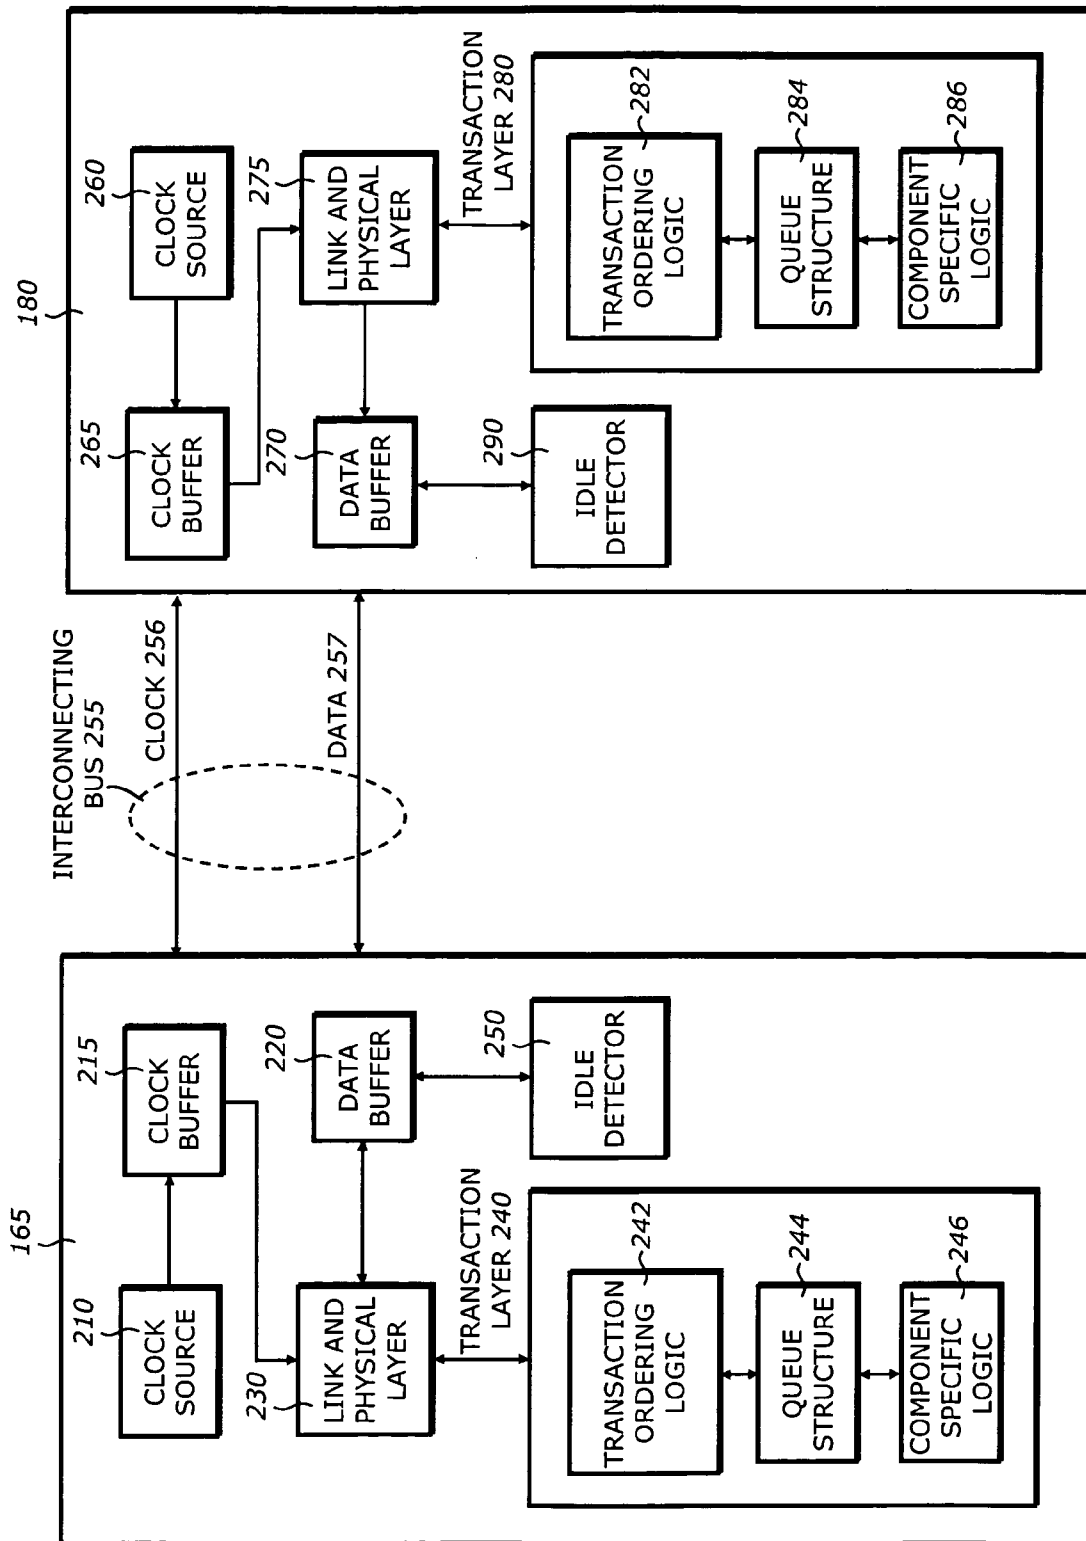 165
210
CLOCK
SOURCE
215
CLOCK
BUFFER
230
LINK AND
PHYSICAL
LAYER
220
DATA
BUFFER
TRANSACTION
LAYER 240
250
IDLE
DETECTOR
242
TRANSACTION
ORDERING
LOGIC
244
QUEUE
STRUCTURE
246
COMPONENT
SPECIFIC
LOGIC
INTERCONNECTING
BUS 255
CLOCK 256
DATA 257
180
265
CLOCK
BUFFER
260
CLOCK
SOURCE
270
DATA
BUFFER
275
LINK AND
PHYSICAL
LAYER
290
IDLE
DETECTOR
TRANSACTION
LAYER 280
282
TRANSACTION
ORDERING
LOGIC
284
QUEUE
STRUCTURE
286
COMPONENT
SPECIFIC
LOGIC